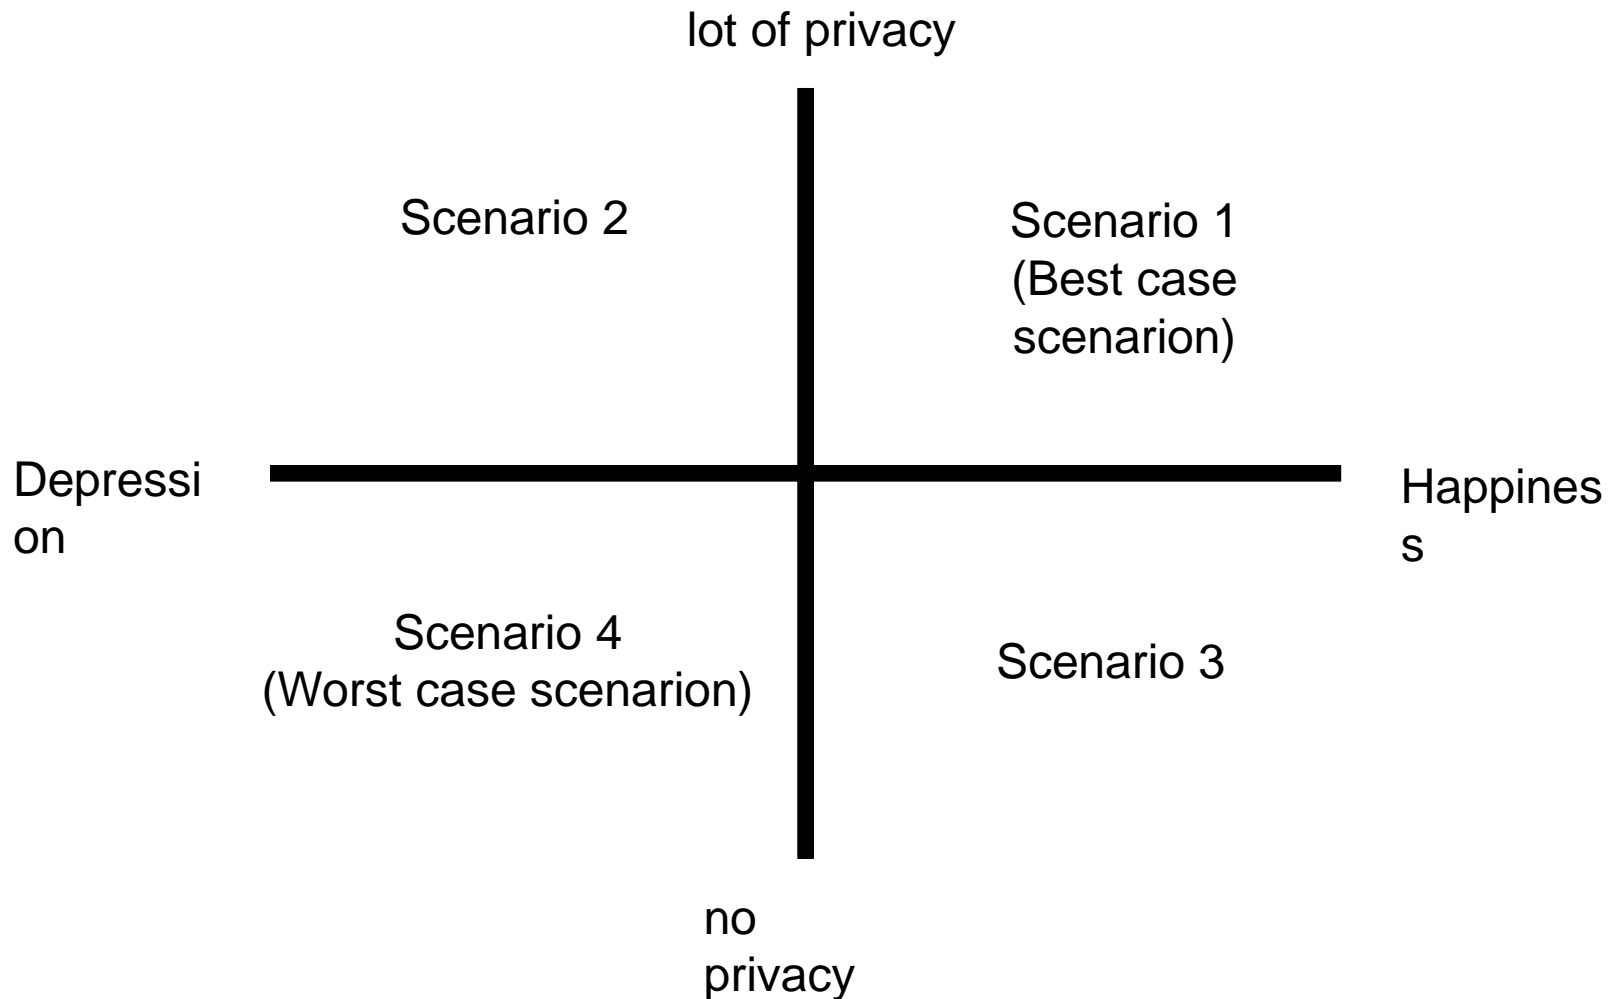 lot of privacy
Scenario 2
Scenario 1
(Best case
scenarion)
Depressi
on
Happines
s
Scenario 4
(Worst case scenarion)
Scenario 3
no
privacy